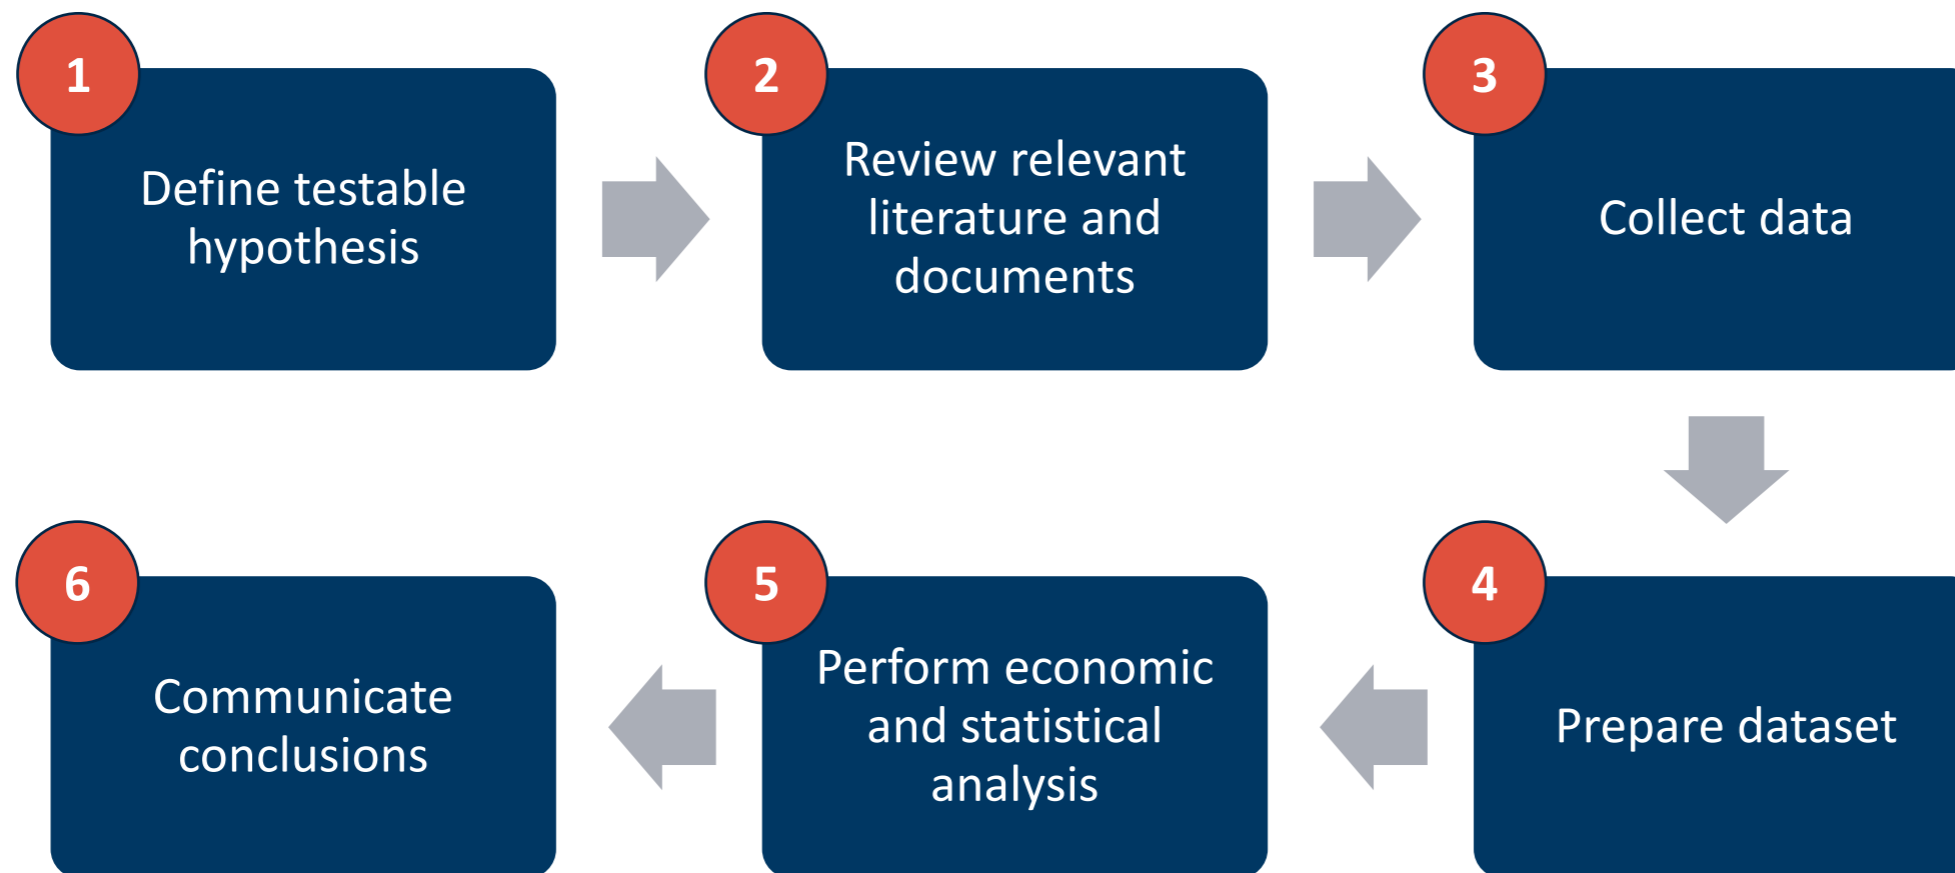 1
Define testable
hypothesis
2
Review relevant
literature and
documents
3
Collect data
4
Prepare dataset
5
Perform economic
and statistical
analysis
6
Communicate
conclusions